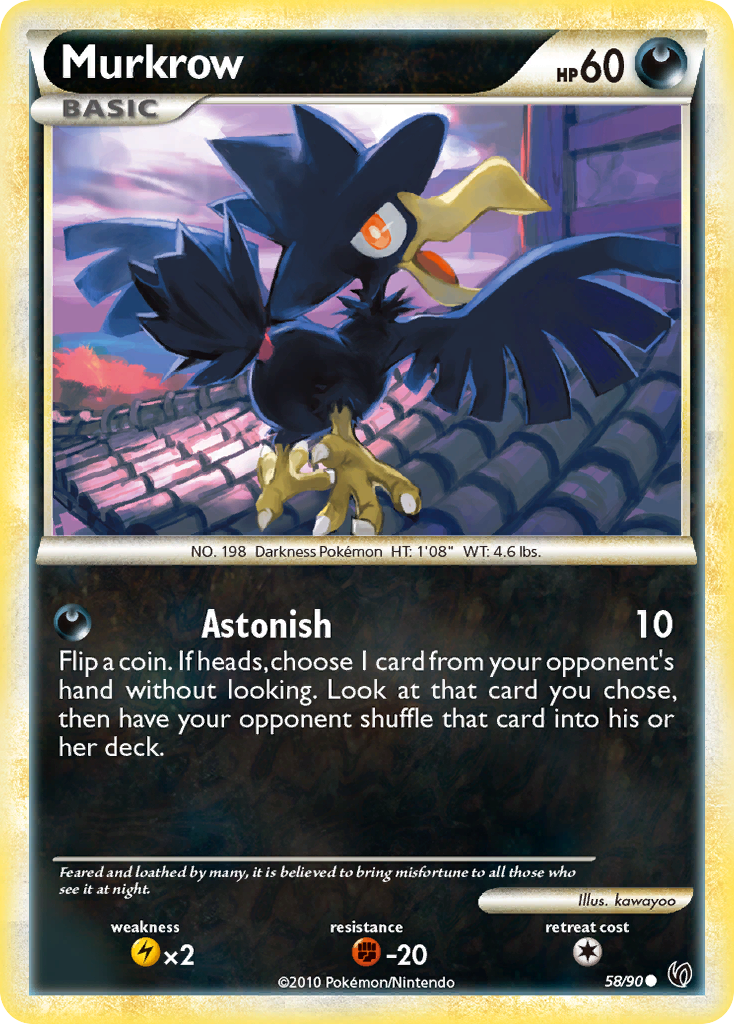 Murkrow
HP60
BASIC
NO. 198 Darkness Pokémon HT: 1'08" WT: 4.6 lbs.
Astonish 10
Flip a coin. If heads, choose 1 card from your opponent's
hand without looking. Look at that card you chose,
then have your opponent shuffle that card into his or
her deck.
Feared and loathed by many, it is believed to bring misfortune to all those who
see it at night.
Illus. kawayoo
weakness resistance retreat cost
×2 -20
©2010 Pokémon/Nintendo
58/90